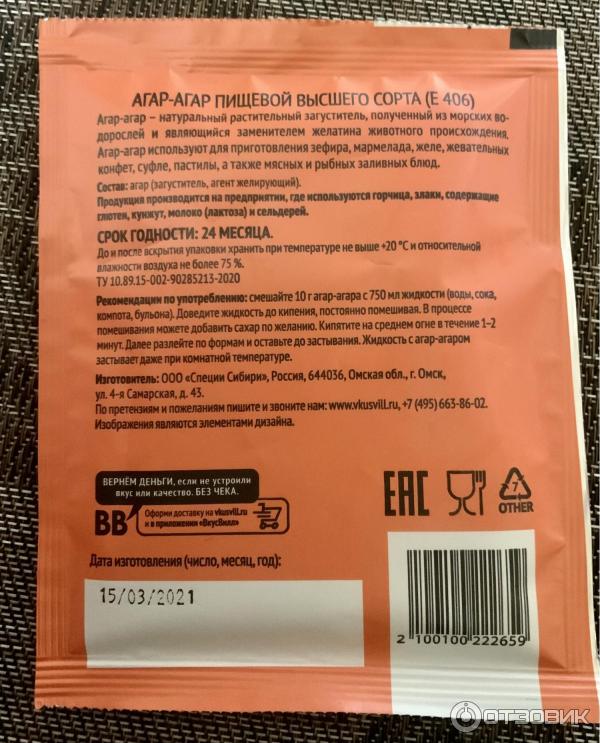 АГАР-АГАР ПИЩЕВОЙ ВЫСШЕГО СОРТА (Е 406)
Агар-агар – натуральный растительный загуститель, полученный из морских во-
дорослей и являющийся заменителем желатина животного происхождения.
Агар-агар используют для приготовления зефира, мармелада, желе, жевательных
конфет, суфле, пастилы, а также мясных и рыбных заливных блюд.
Состав: агар (загуститель, агент желирующий).
Продукция производится на предприятии, где используются горчица, злаки, содержащие
глютен, кунжут, молоко (лактоза) и сельдерей.
СРОК ГОДНОСТИ: 24 МЕСЯЦА.
До и после вскрытия упаковки хранить при температуре не выше +20 °С и относительной
влажности воздуха не более 75 %.
ТУ 10.89.15-002-90285213-2020
Рекомендации по употреблению: смешайте 10 г агар-агара с 750 мл жидкости (воды, сока,
компота, бульона). Доведите жидкость до кипения, постоянно помешивая. В процессе
помешивания можете добавить сахар по желанию. Кипятите на среднем огне в течение 1–2
минут. Далее разлейте по формам и оставьте до застывания. Жидкость с агар-агаром
застывает даже при комнатной температуре.
Изготовитель: ООО «Специи Сибири», Россия, 644036, Омская обл., г. Омск,
ул. 4-я Самарская, д. 43.
По претензиям и пожеланиям пишите и звоните нам: www.vkusvill.ru, +7 (495) 663-86-02.
Изображения являются элементами дизайна.
ВЕРНЁМ ДЕНЬГИ, если не устроили
вкус или качество. БЕЗ ЧЕКА.
ВВ
Оформи доставку на vkusvill.ru
и в приложении «ВкусВилл»
ЕАС
7
OTHER
Дата изготовления (число, месяц, год):
15/03/2021
2 100100 222659
ОТЗОВИК